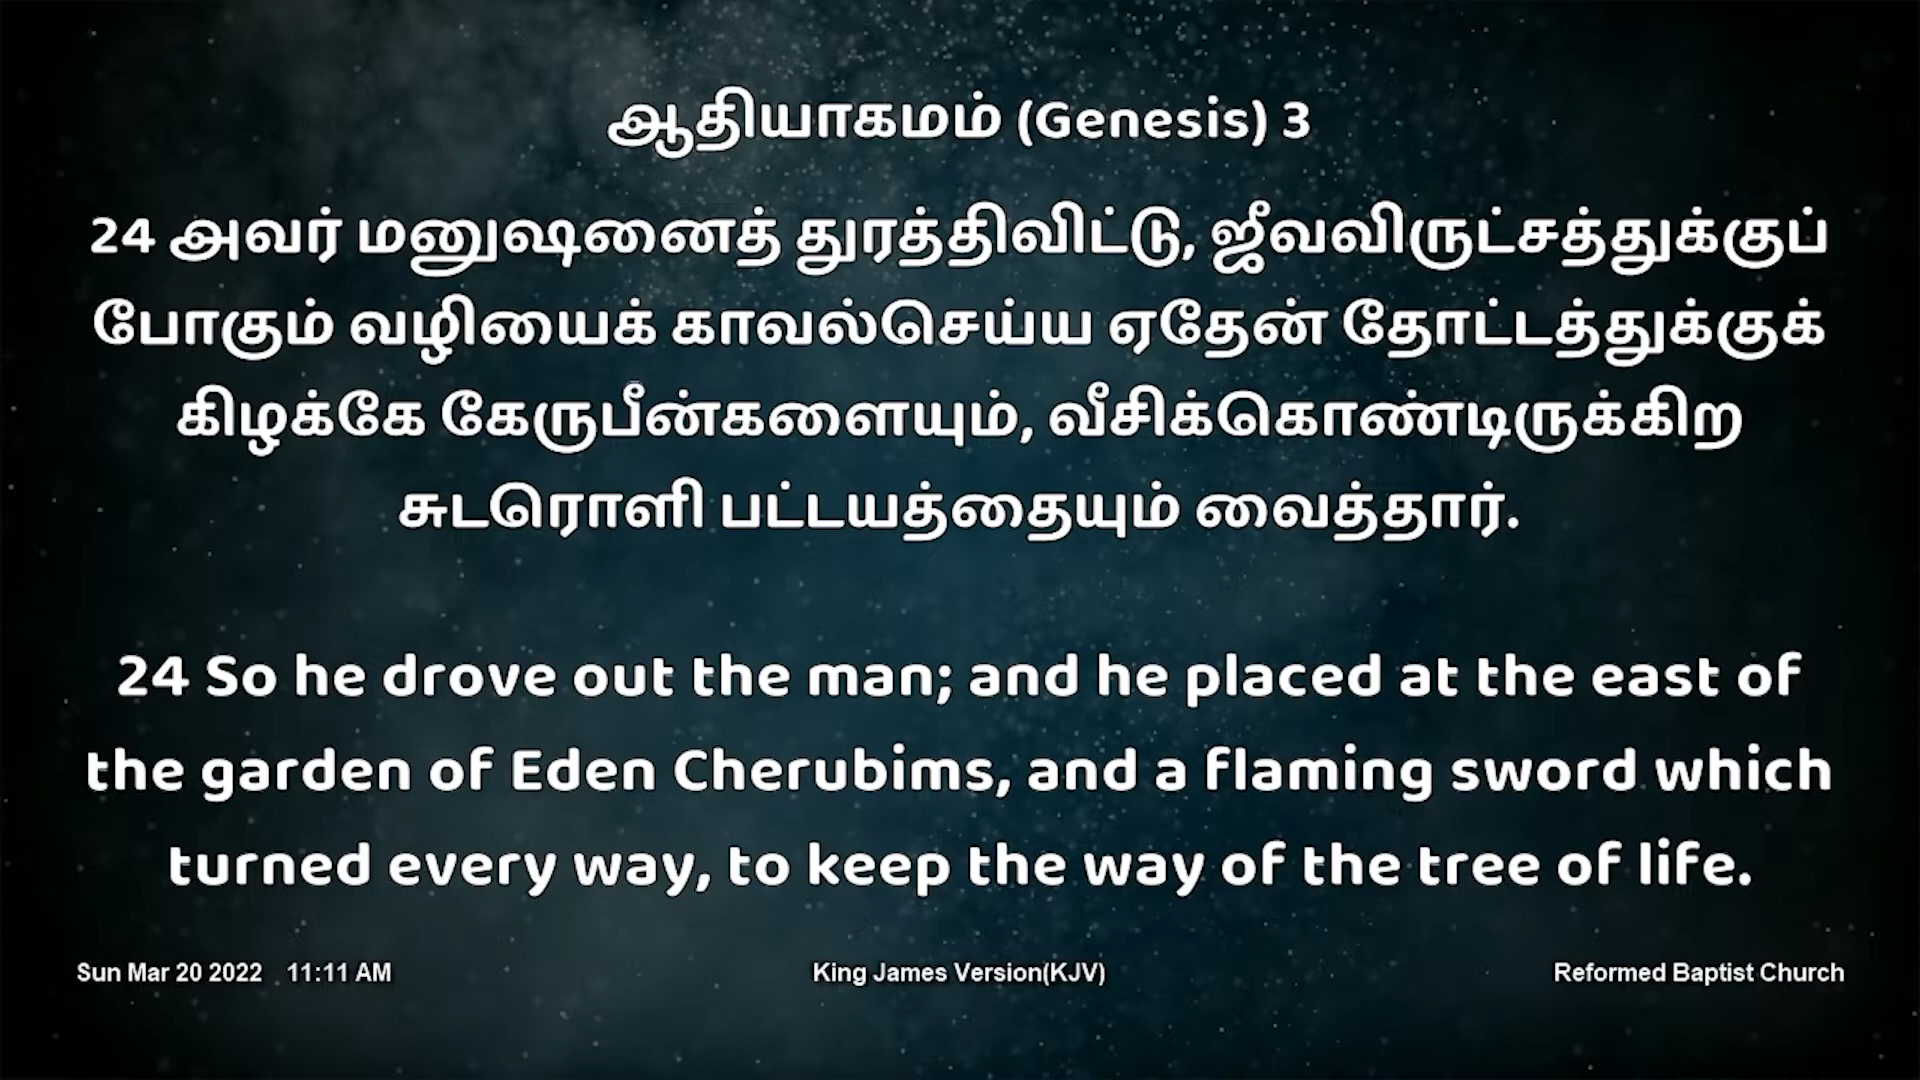 ஆதியாகமம் (Genesis) 3
24 அவர் மனுஷனைத் துரத்திவிட்டு, ஜீவவிருட்சத்துக்குப்
போகும் வழியைக் காவல்செய்ய ஏதேன் தோட்டத்துக்குக்
கிழக்கே கேருபீன்களையும், வீசிக்கொண்டிருக்கிற
சுடரொளி பட்டயத்தையும் வைத்தார்.
24 So he drove out the man; and he placed at the east of
the garden of Eden Cherubims, and a flaming sword which
turned every way, to keep the way of the tree of life.
Sun Mar 20 2022 11:11 AM King James Version(KJV) Reformed Baptist Church